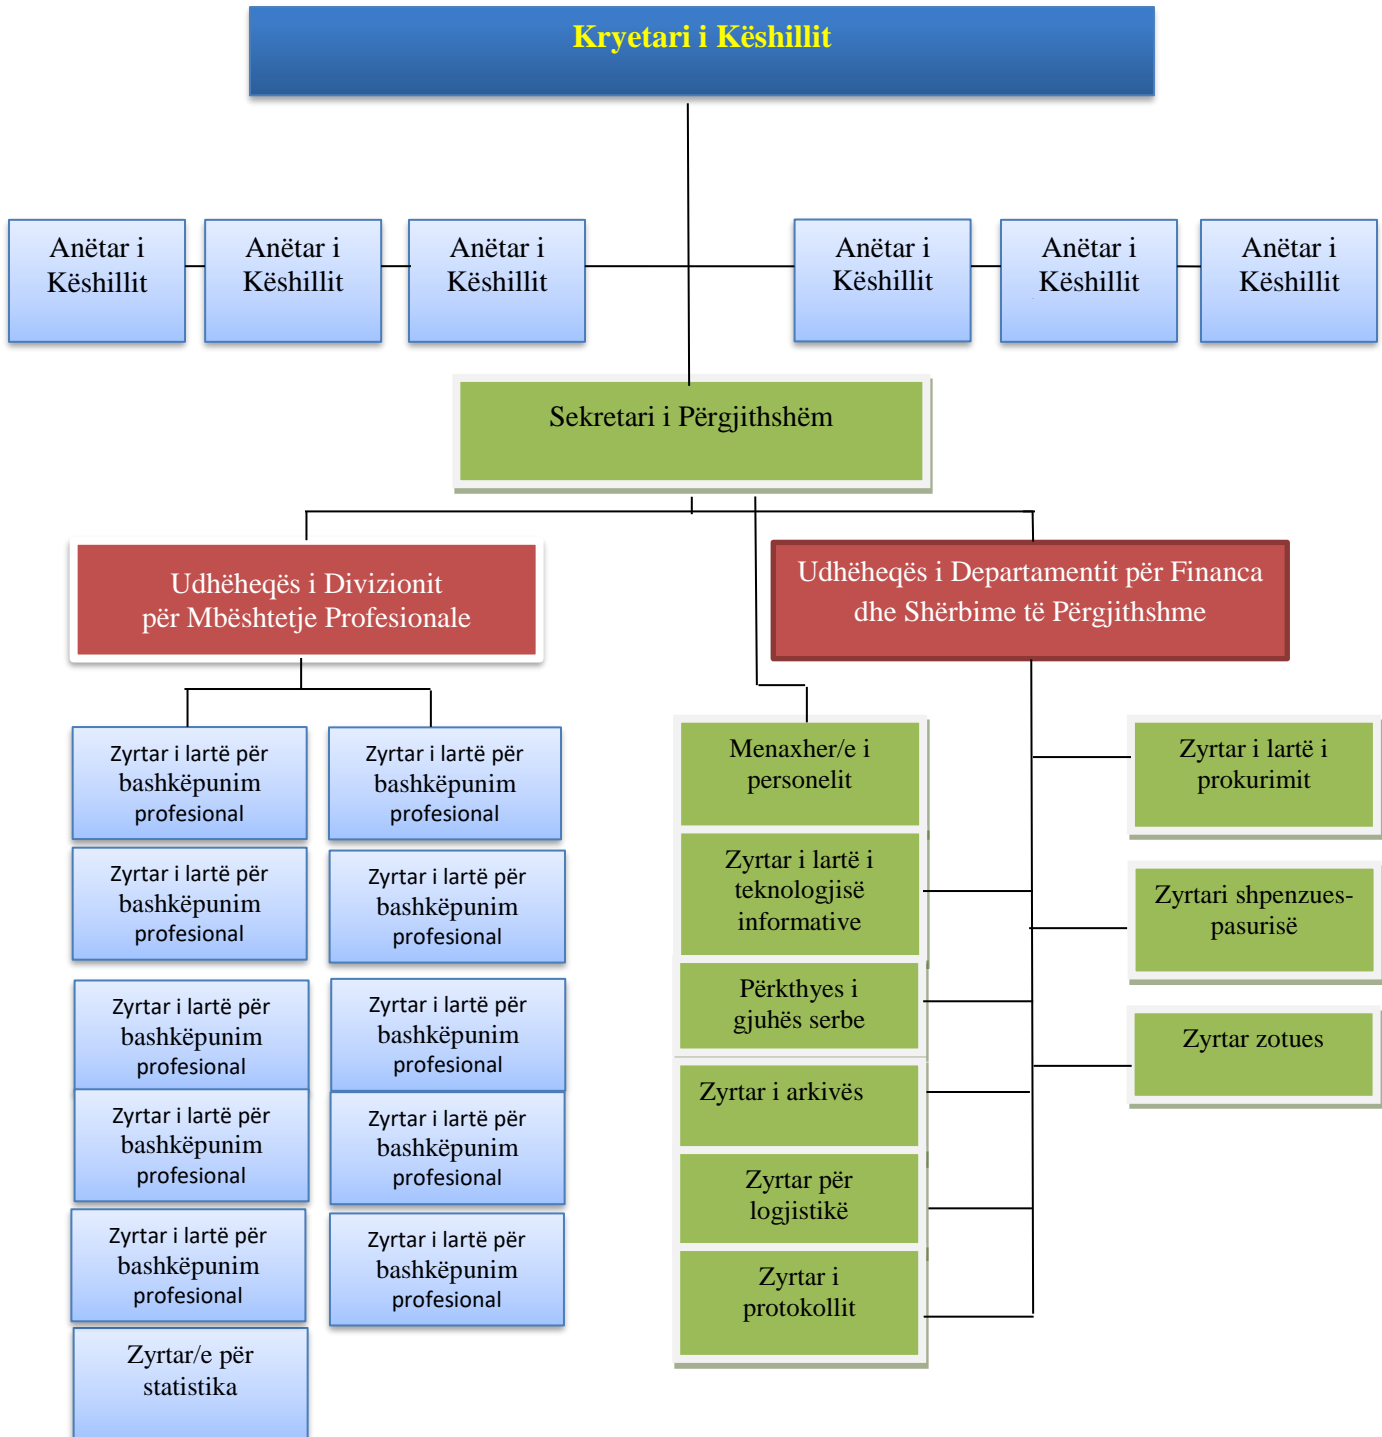 Kryetari i Këshillit
Anëtar i
Këshillit
Anëtar i
Këshillit
Anëtar i
Këshillit
Anëtar i
Këshillit
Anëtar i
Këshillit
Anëtar i
Këshillit
Sekretari i Përgjithshëm
Udhëheqës i Divizionit
për Mbështetje Profesionale
Udhëheqës i Departamentit për Financa
dhe Shërbime të Përgjithshme
Zyrtar i lartë për
bashkëpunim
profesional
Zyrtar i lartë për
bashkëpunim
profesional
Zyrtar i lartë për
bashkëpunim
profesional
Zyrtar i lartë për
bashkëpunim
profesional
Zyrtar i lartë për
bashkëpunim
profesional
Zyrtar i lartë për
bashkëpunim
profesional
Zyrtar i lartë për
bashkëpunim
profesional
Zyrtar i lartë për
bashkëpunim
profesional
Zyrtar i lartë për
bashkëpunim
profesional
Zyrtar i lartë për
bashkëpunim
profesional
Zyrtar/e për
statistika
Menaxher/e i
personelit
Zyrtar i lartë i
teknologjisë
informative
Përkthyes i
gjuhës serbe
Zyrtar i arkivës
Zyrtar për
logjistikë
Zyrtar i
protokollit
Zyrtar i lartë i
prokurimit
Zyrtari shpenzues-
pasurisë
Zyrtar zotues